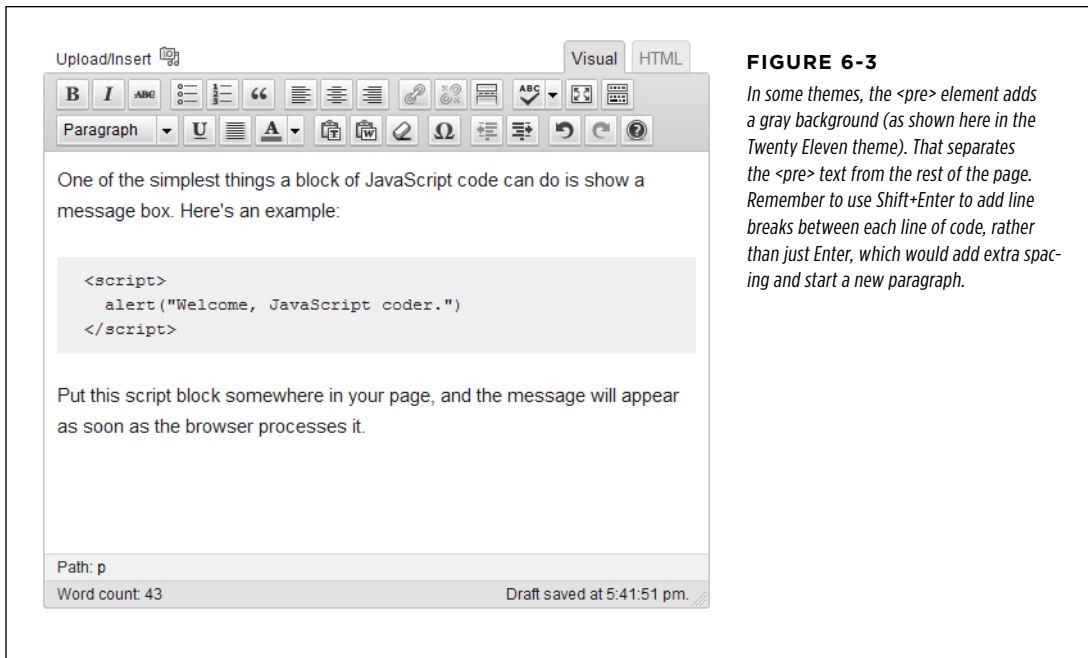 Upload/Insert
Visual
HTML
B I ABC
Paragraph U A T W Ω
One of the simplest things a block of JavaScript code can do is show a
message box. Here's an example:
<script>
alert("Welcome, JavaScript coder.")
</script>
Put this script block somewhere in your page, and the message will appear
as soon as the browser processes it.
Path: p
Word count: 43
Draft saved at 5:41:51 pm.
FIGURE 6-3
In some themes, the <pre> element adds
a gray background (as shown here in the
Twenty Eleven theme). That separates
the <pre> text from the rest of the page.
Remember to use Shift+Enter to add line
breaks between each line of code, rather
than just Enter, which would add extra spac-
ing and start a new paragraph.